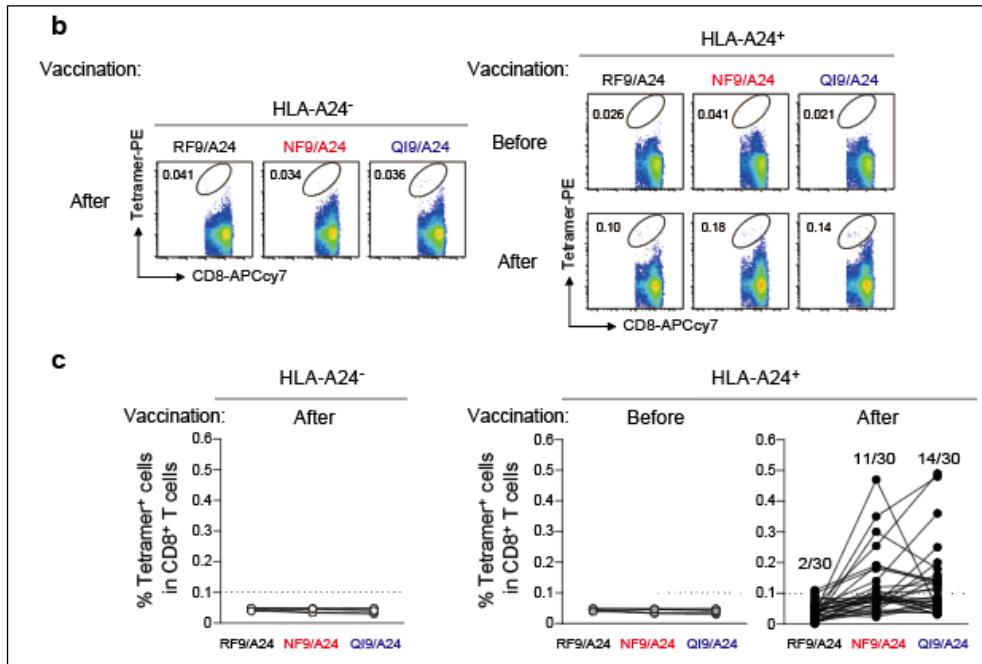 b
Vaccination:
HLA-A24⁻
RF9/A24 NF9/A24 QI9/A24
After
0.041 0.034 0.036
Tetramer-PE
CD8-APCcy7
HLA-A24⁺
RF9/A24 NF9/A24 QI9/A24
Before
0.026 0.041 0.021
After
0.10 0.18 0.14
Tetramer-PE
CD8-APCcy7
c
HLA-A24⁻
Vaccination: After
% Tetramer⁺ cells
in CD8⁺ T cells
0.6
0.5
0.4
0.3
0.2
0.1
0
RF9/A24 NF9/A24 QI9/A24
HLA-A24⁺
Vaccination: Before After
% Tetramer⁺ cells
in CD8⁺ T cells
0.6
0.5
0.4
0.3
0.2
0.1
0
RF9/A24 NF9/A24 QI9/A24
0.6
0.5
0.4
0.3
0.2
0.1
0
2/30 11/30 14/30
RF9/A24 NF9/A24 QI9/A24